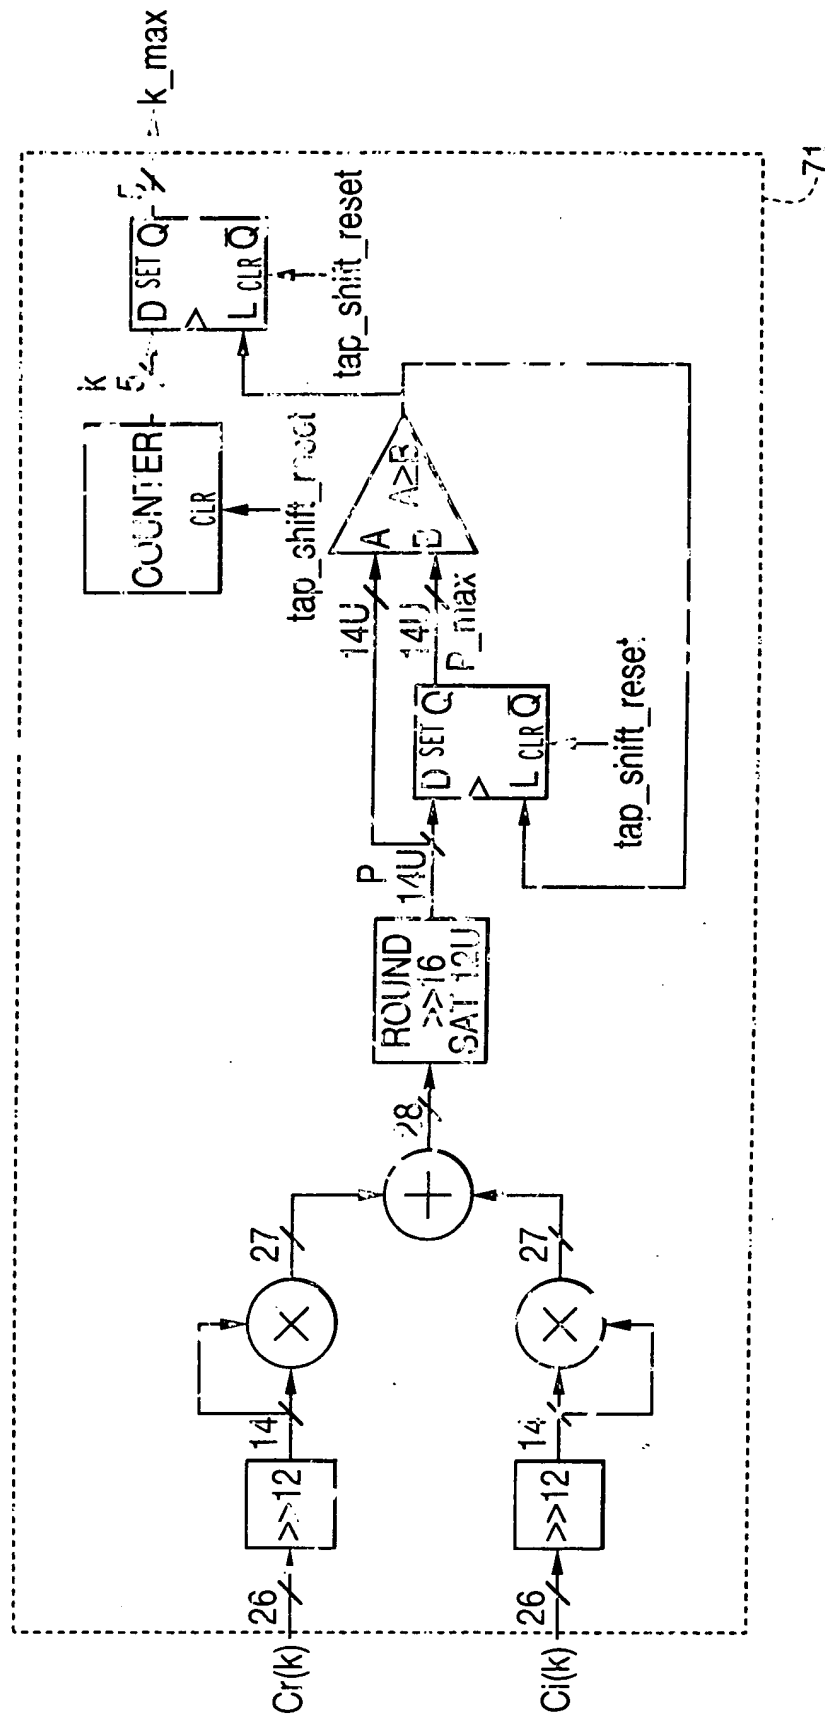 Cr(k)
26
>>12
14
×
27
Ci(k)
26
>>12
14
×
27
+
28
ROUND
>>16
SAT 12U
P
14U
D SET Q
L CLR Q
tap_shift_reset
14U
14U
P_max
A
B
A>B
COUNTER
CLR
tap_shift_reset
k
5
D SET Q
L CLR Q
tap_shift_reset
5
k_max
71